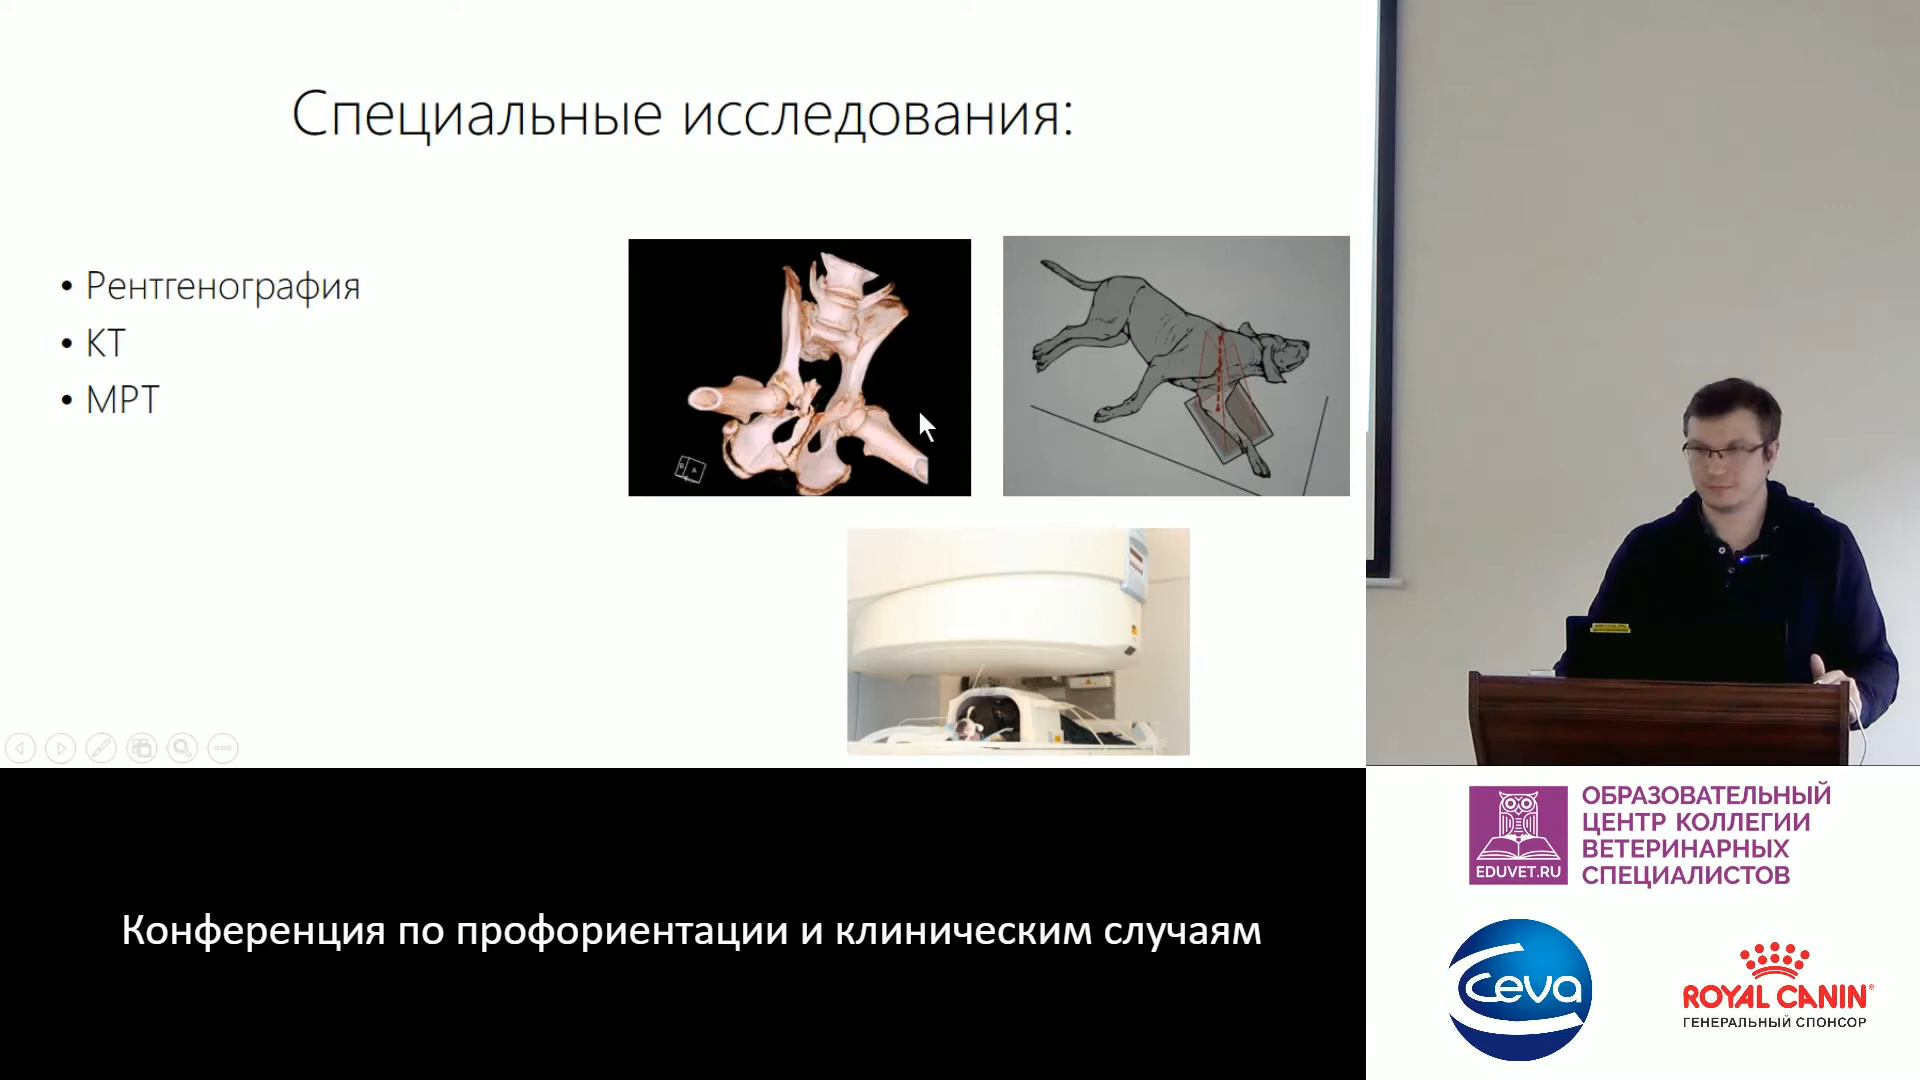 Специальные исследования:
• Рентгенография
• КТ
• МРТ
Конференция по профориентации и клиническим случаям
EDUVET.RU
ОБРАЗОВАТЕЛЬНЫЙ
ЦЕНТР КОЛЛЕГИИ
ВЕТЕРИНАРНЫХ
СПЕЦИАЛИСТОВ
Ceva
ROYAL CANIN®
ГЕНЕРАЛЬНЫЙ СПОНСОР